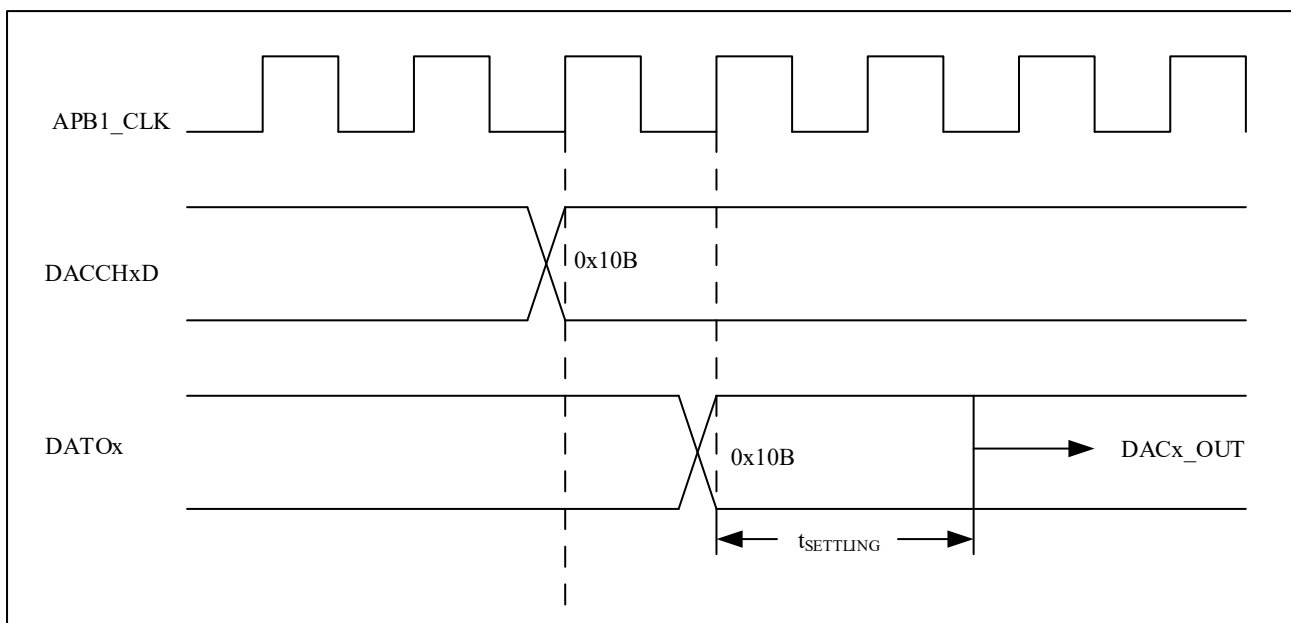 APB1_CLK
DACCHxD
0x10B
DATOx
0x10B
DACx_OUT
tSETTLING